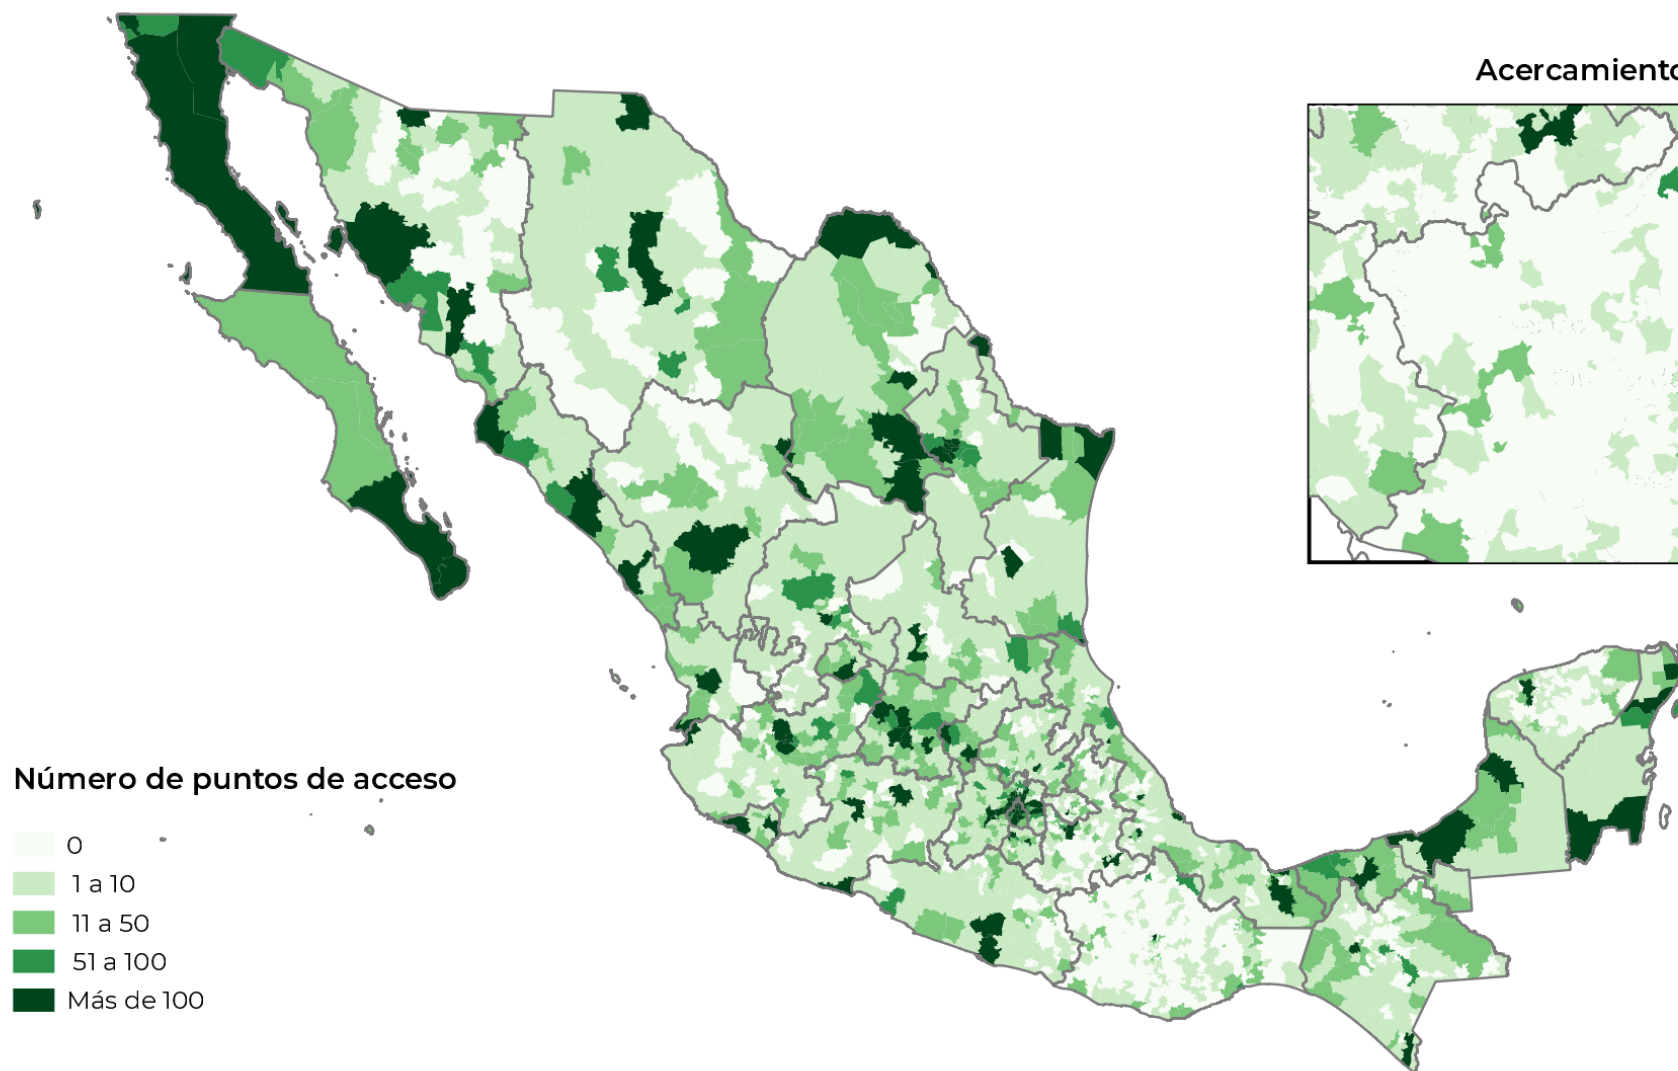 Acercamiento
Número de puntos de acceso
0
1 a 10
11 a 50
51 a 100
Más de 100